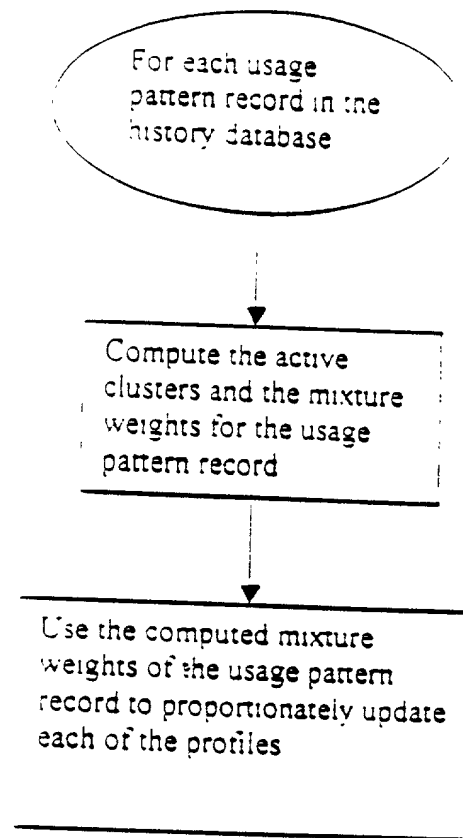 For each usage
pattern record in the
history database
Compute the active
clusters and the mixture
weights for the usage
pattern record
Use the computed mixture
weights of the usage pattern
record to proportionately update
each of the profiles